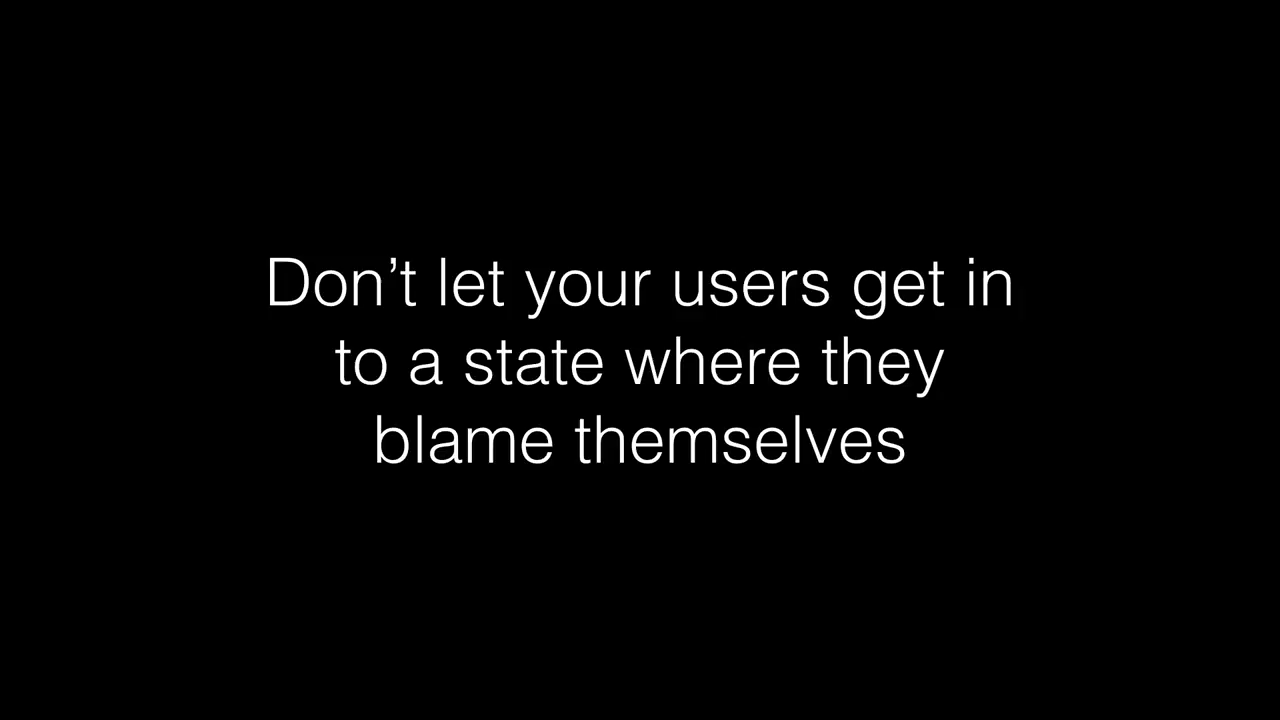 Don’t let your users get in
to a state where they
blame themselves